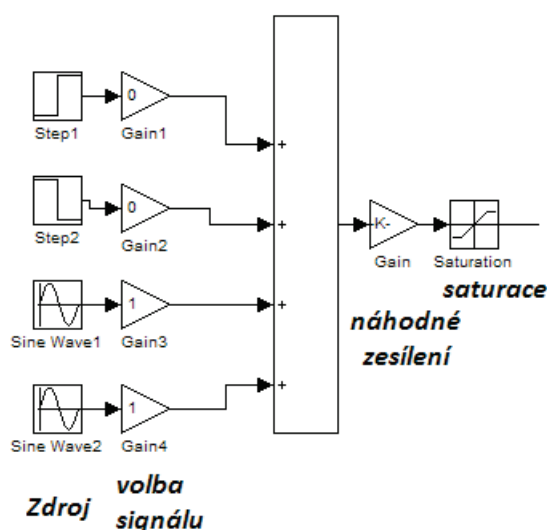 0
Step1
Gain1
+
0
Step2
Gain2
+
K-
Gain
Saturation
saturace
1
Sine Wave1
Gain3
+
náhodné
zesílení
1
Sine Wave2
Gain4
+
Zdroj
volba
signálu